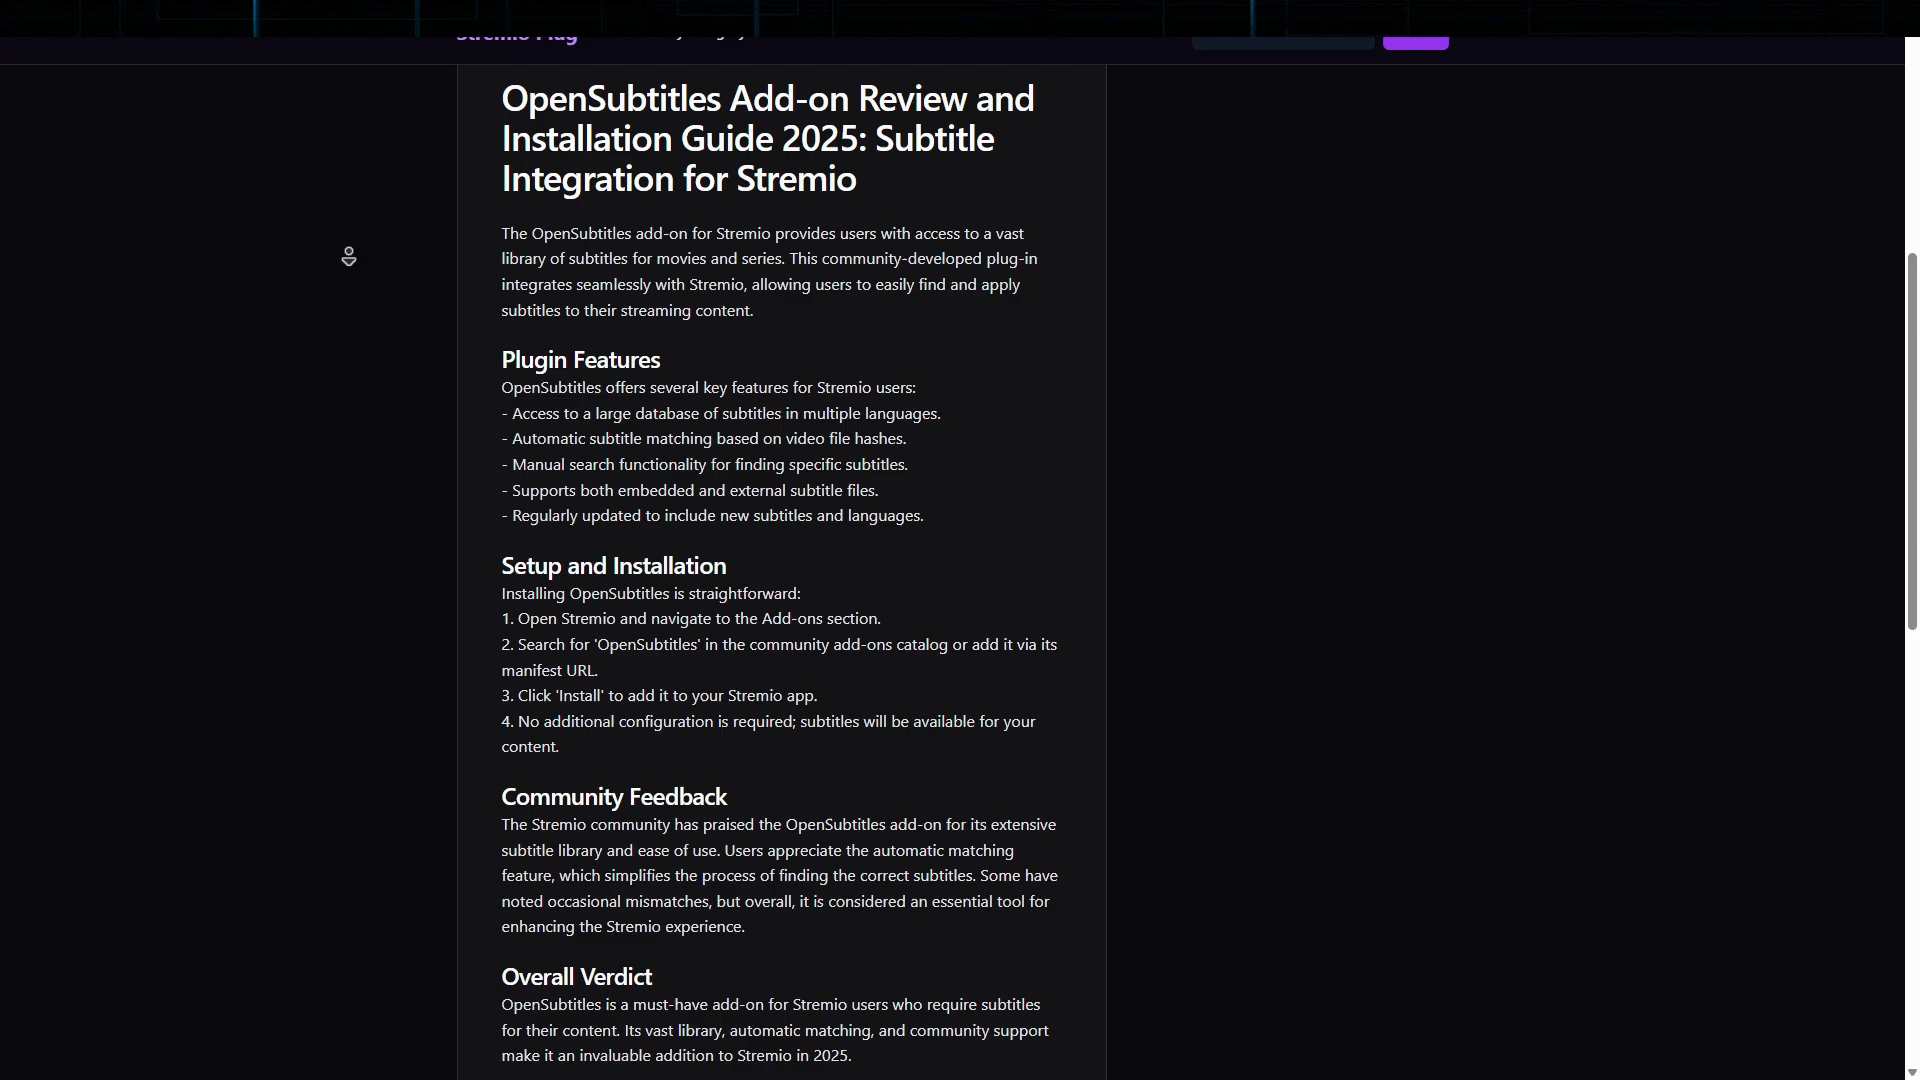 OpenSubtitles Add-on Review and
Installation Guide 2025: Subtitle
Integration for Stremio
The OpenSubtitles add-on for Stremio provides users with access to a vast
library of subtitles for movies and series. This community-developed plug-in
integrates seamlessly with Stremio, allowing users to easily find and apply
subtitles to their streaming content.
Plugin Features
OpenSubtitles offers several key features for Stremio users:
- Access to a large database of subtitles in multiple languages.
- Automatic subtitle matching based on video file hashes.
- Manual search functionality for finding specific subtitles.
- Supports both embedded and external subtitle files.
- Regularly updated to include new subtitles and languages.
Setup and Installation
Installing OpenSubtitles is straightforward:
1. Open Stremio and navigate to the Add-ons section.
2. Search for 'OpenSubtitles' in the community add-ons catalog or add it via its
manifest URL.
3. Click 'Install' to add it to your Stremio app.
4. No additional configuration is required; subtitles will be available for your
content.
Community Feedback
The Stremio community has praised the OpenSubtitles add-on for its extensive
subtitle library and ease of use. Users appreciate the automatic matching
feature, which simplifies the process of finding the correct subtitles. Some have
noted occasional mismatches, but overall, it is considered an essential tool for
enhancing the Stremio experience.
Overall Verdict
OpenSubtitles is a must-have add-on for Stremio users who require subtitles
for their content. Its vast library, automatic matching, and community support
make it an invaluable addition to Stremio in 2025.